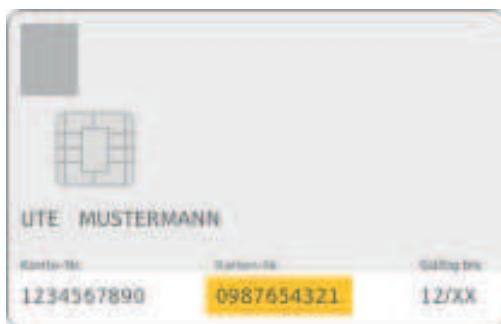 UTE MUSTERMANN
Konto-Nr. Karten-Nr. Gültig bis
1234567890 0987654321 12/XX